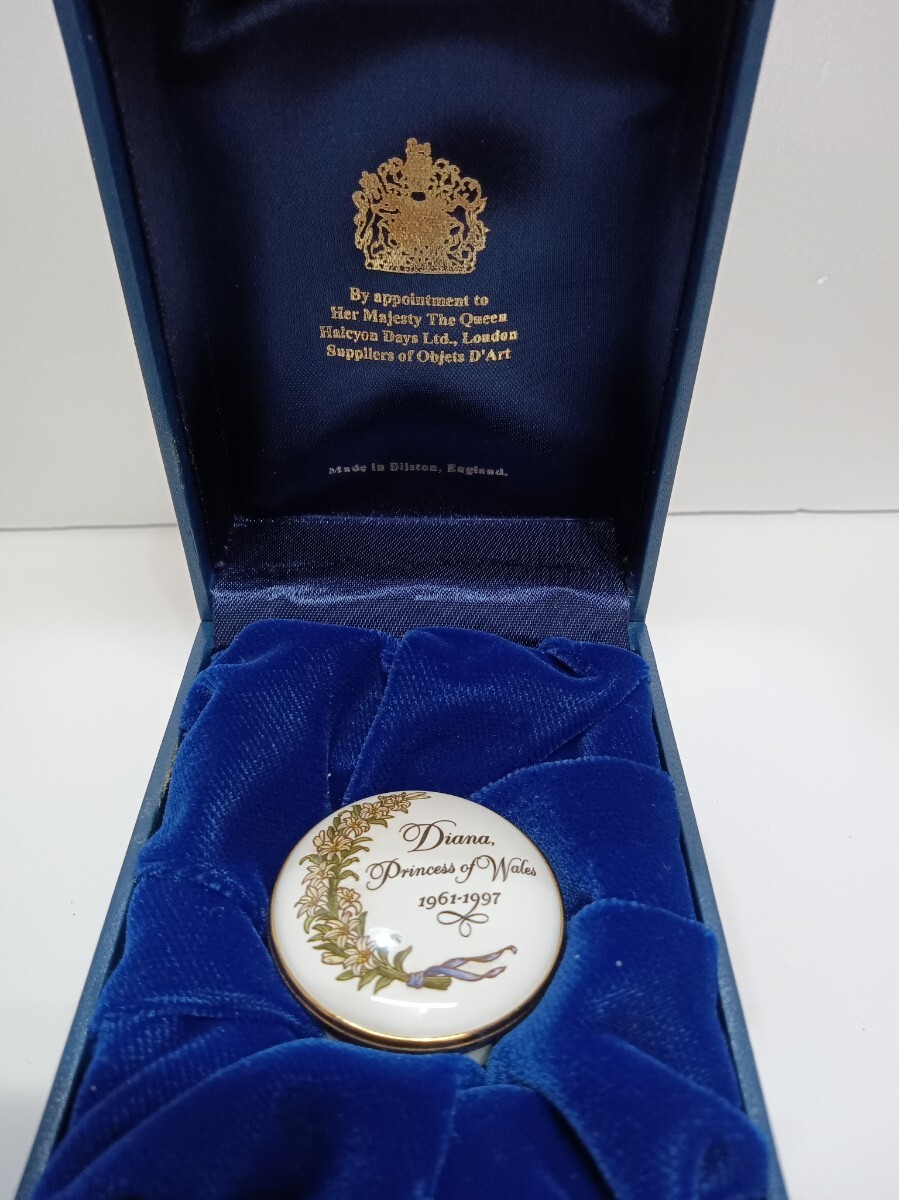 By appointment to
Her Majesty The Queen
Halcyon Days Ltd., London
Suppliers of Objets D'Art
Made in Bilston, England.
Diana,
Princess of Wales
1961-1997